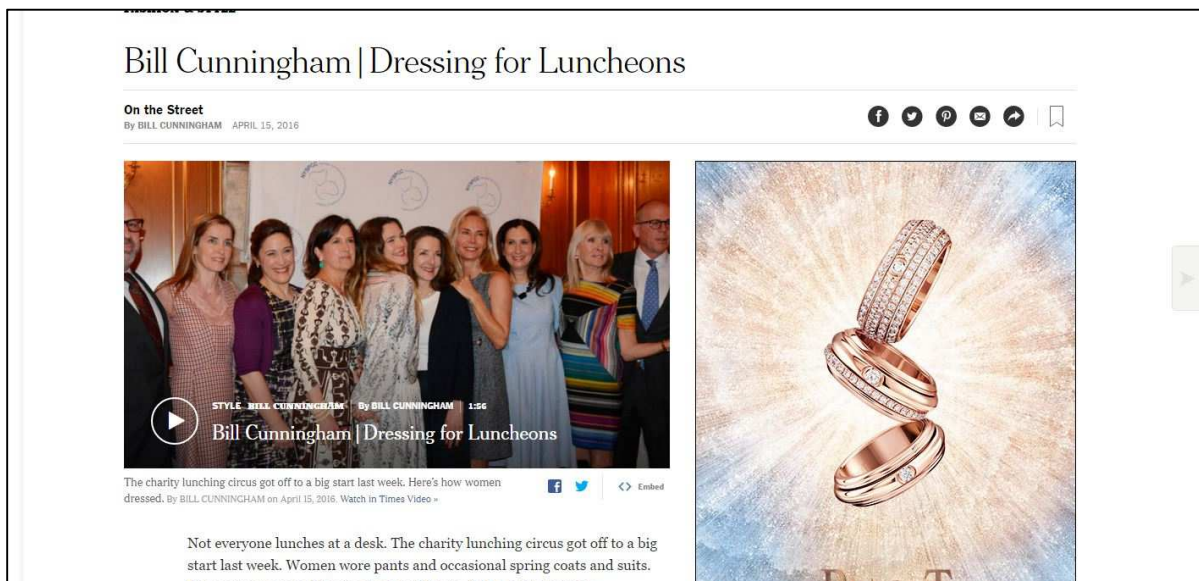 Bill Cunningham | Dressing for Luncheons
On the Street
By BILL CUNNINGHAM APRIL 15, 2016
STYLE BILL CUNNINGHAM By BILL CUNNINGHAM 1:56
Bill Cunningham | Dressing for Luncheons
The charity lunching circus got off to a big start last week. Here's how women
dressed. By BILL CUNNINGHAM on April 15, 2016. Watch in Times Video »
<> Embed
Not everyone lunches at a desk. The charity lunching circus got off to a big
start last week. Women wore pants and occasional spring coats and suits.